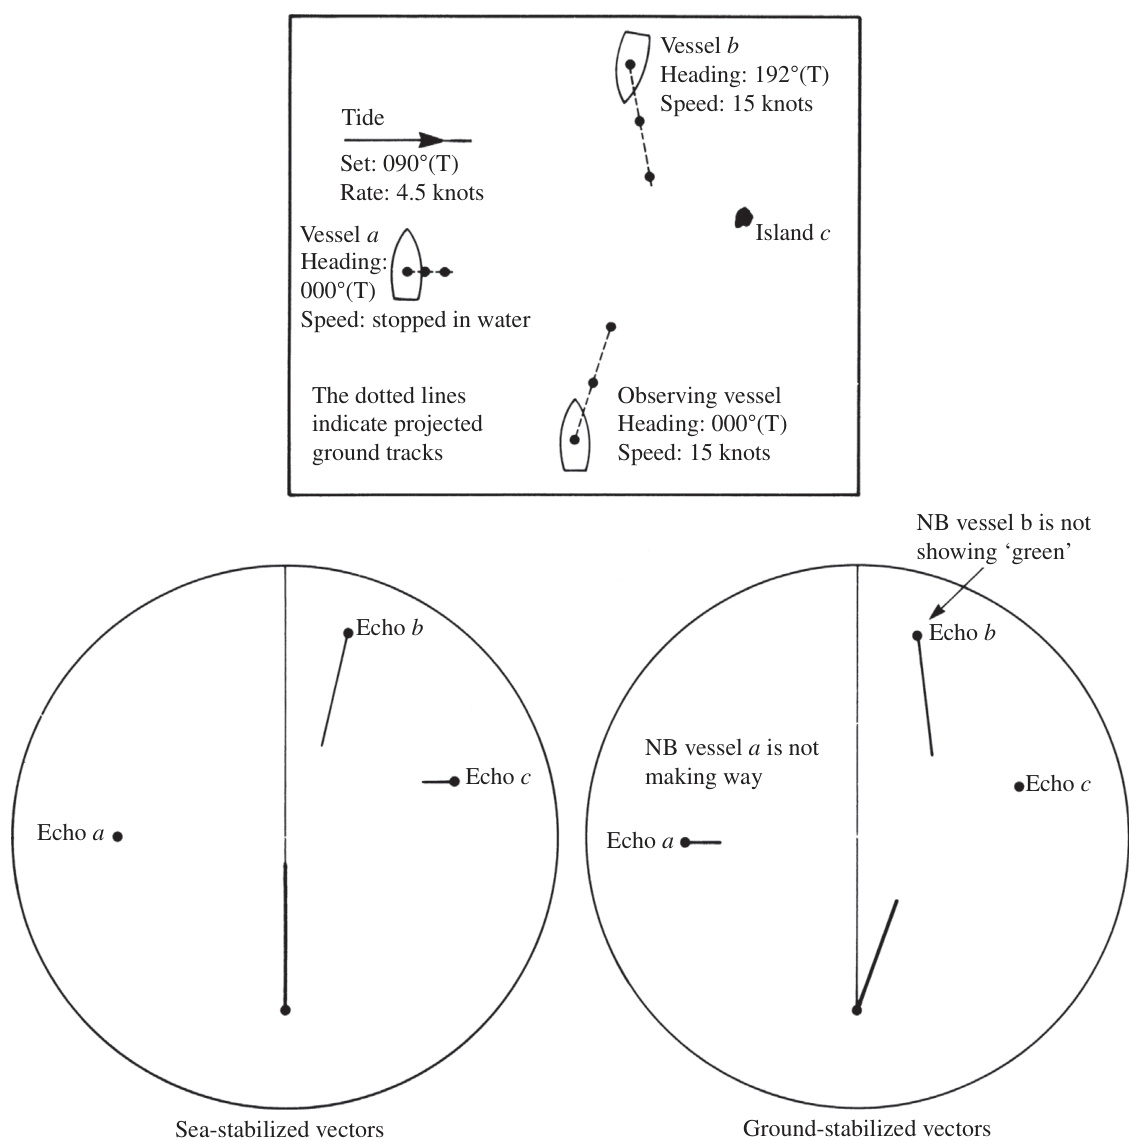 Vessel b
Heading: 192°(T)
Speed: 15 knots
Tide
Set: 090°(T)
Rate: 4.5 knots
Island c
Vessel a
Heading:
000°(T)
Speed: stopped in water
The dotted lines
indicate projected
ground tracks
Observing vessel
Heading: 000°(T)
Speed: 15 knots
NB vessel b is not
showing ‘green’
Echo b
Echo c
Echo a
Sea-stabilized vectors
Echo b
NB vessel a is not
making way
Echo c
Echo a
Ground-stabilized vectors